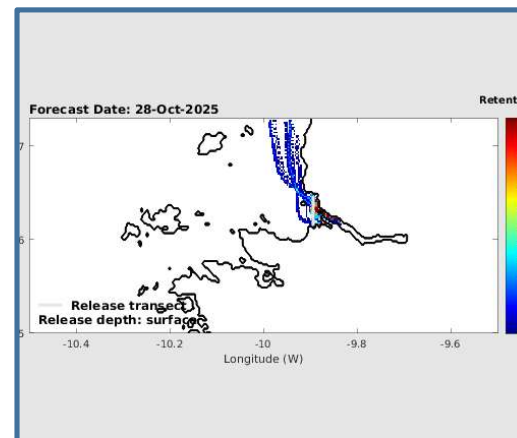 Retent
Forecast Date: 28-Oct-2025
7
6
5
Release transect
Release depth: surface
-10.4 -10.2 -10 -9.8 -9.6
Longitude (W)